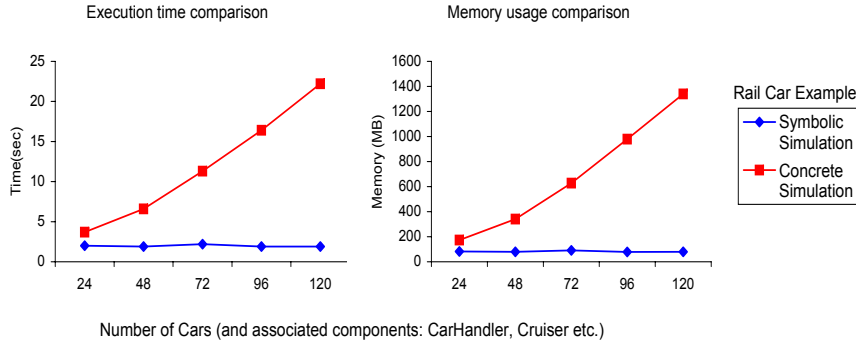 Execution time comparison
Memory usage comparison
25
20
15
10
5
0
Time(sec)
24 48 72 96 120
1600
1400
1200
1000
800
600
400
200
0
Memory (MB)
24 48 72 96 120
Rail Car Example
Symbolic
Simulation
Concrete
Simulation
Number of Cars (and associated components: CarHandler, Cruiser etc.)